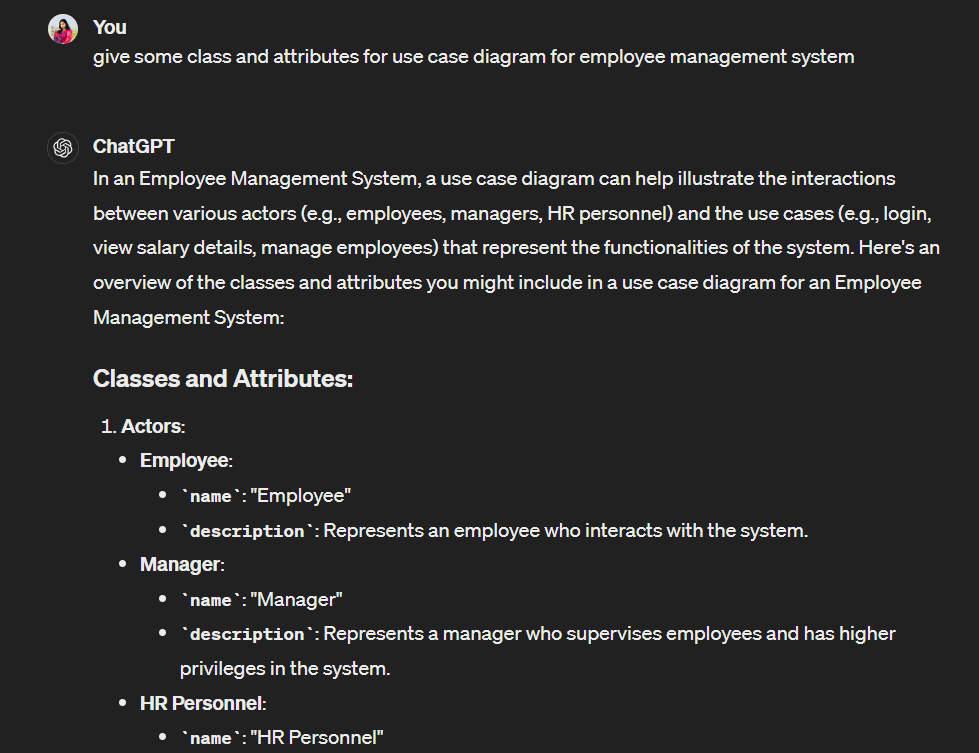 You
give some class and attributes for use case diagram for employee management system
ChatGPT
In an Employee Management System, a use case diagram can help illustrate the interactions
between various actors (e.g., employees, managers, HR personnel) and the use cases (e.g., login,
view salary details, manage employees) that represent the functionalities of the system. Here's an
overview of the classes and attributes you might include in a use case diagram for an Employee
Management System:
Classes and Attributes:
1. Actors:
• Employee:
• `name`: "Employee"
• `description`: Represents an employee who interacts with the system.
• Manager:
• `name`: "Manager"
• `description`: Represents a manager who supervises employees and has higher
privileges in the system.
• HR Personnel:
• `name`: "HR Personnel"